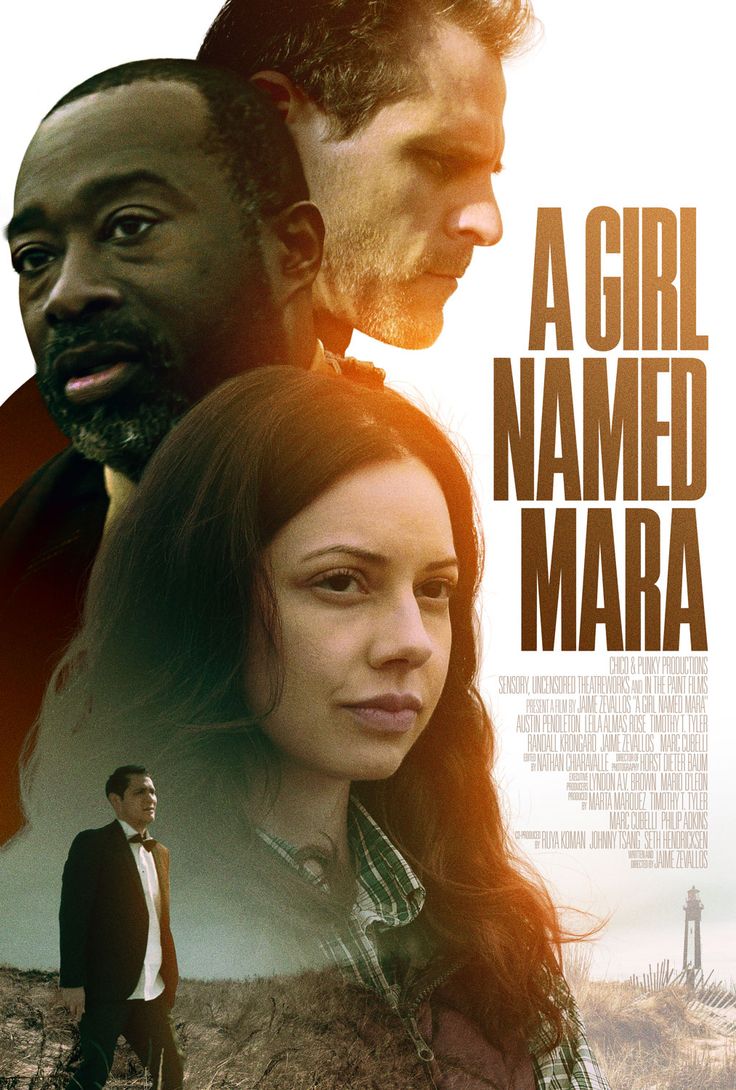 A GIRL
NAMED
MARA
CHICO & PUNKY PRODUCTIONS
SENSORY, UNCENSORED THEATREWORKS AND IN THE PAINT FILMS
PRESENT A FILM BY JAIME ZEVALLOS "A GIRL NAMED MARA"
AUSTIN PENDLETON LEILA ALMAS ROSE TIMOTHY T. TYLER
RANDALL KRONGARD JAIME ZEVALLOS MARC CUBELLI
EDITED BY NATHAN CHARAVALLE DIRECTOR OF PHOTOGRAPHY HORST DIETER BAUM
EXECUTIVE PRODUCERS LYNDON A.V. BROWN MARIO D'LEON
PRODUCED BY MARTA MARQUEZ TIMOTHY T. TYLER
MARC CUBELLI PHILIP ADKINS
CO-PRODUCED BY RUYA KOMAN JOHNNY TSANG SETH HENDRICKSEN
WRITTEN AND DIRECTED BY JAIME ZEVALLOS